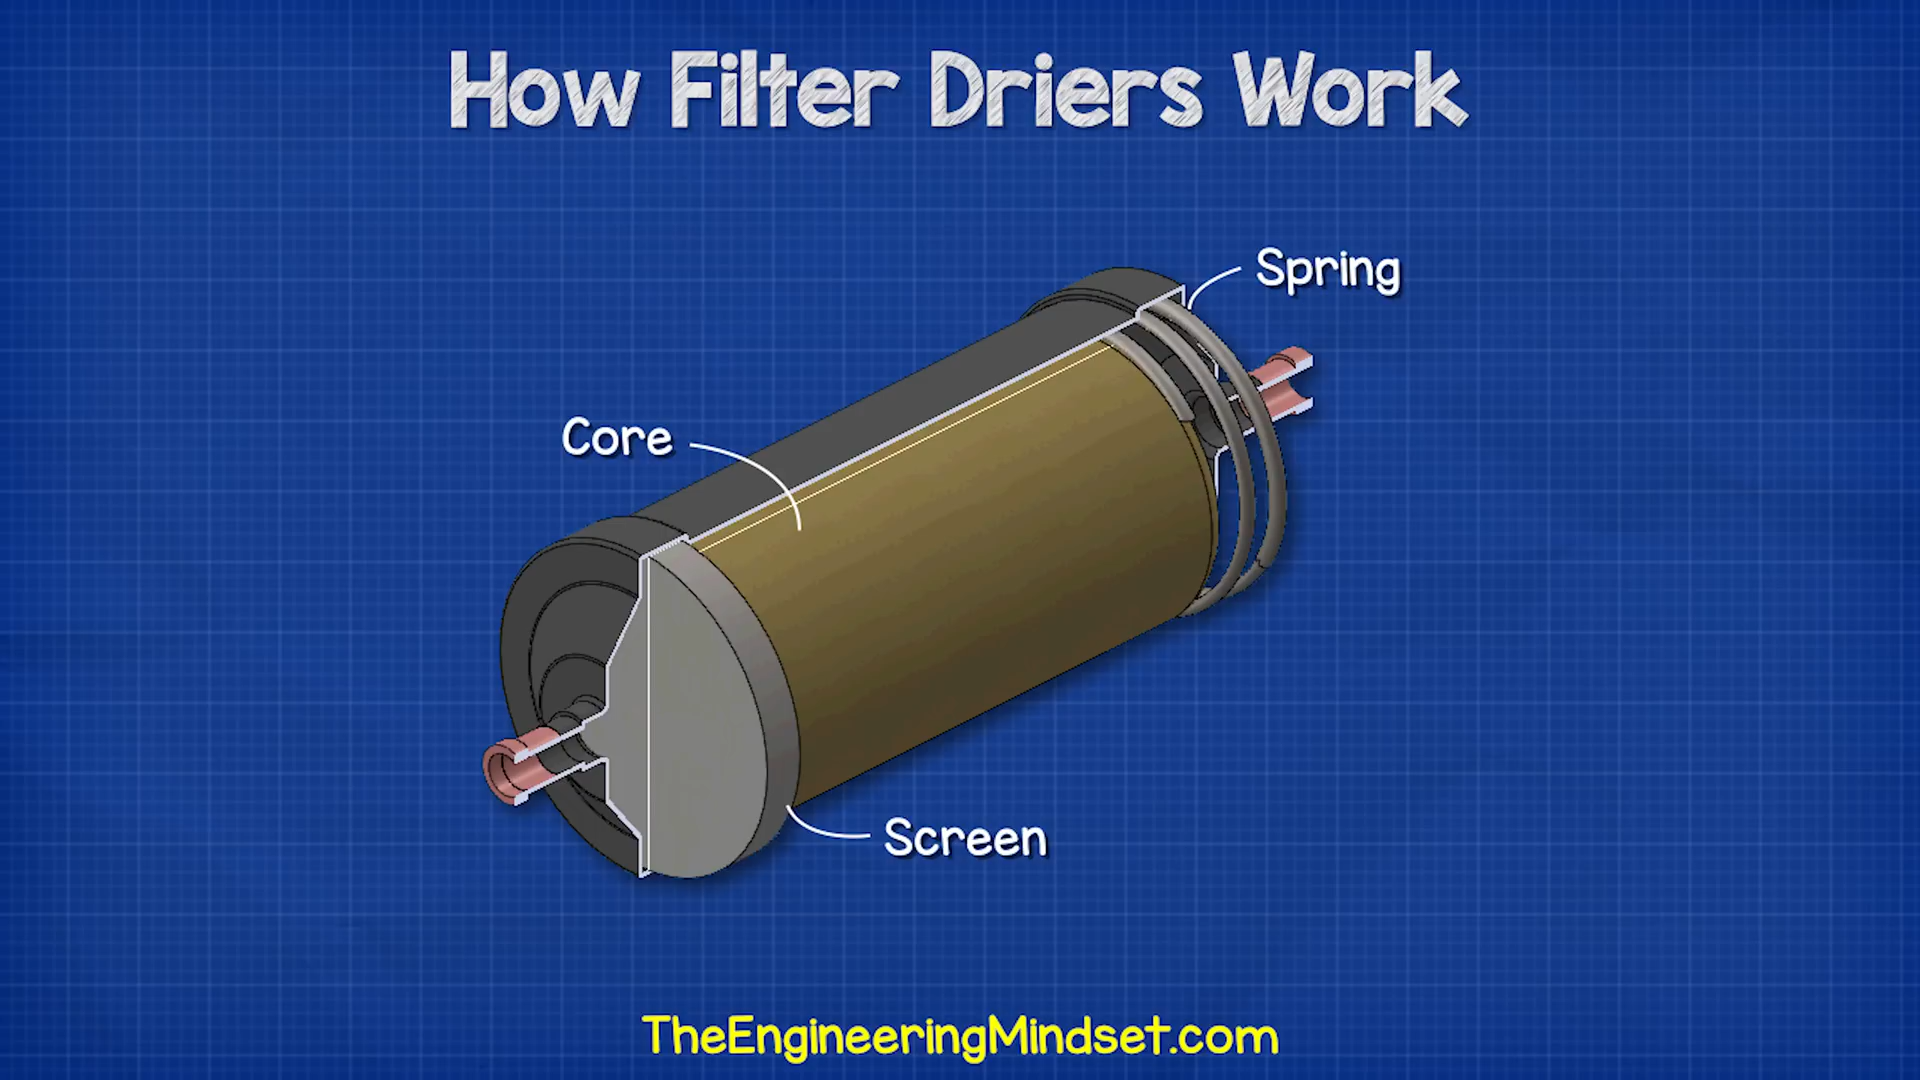 How Filter Driers Work
Spring
Core
Screen
TheEngineeringMindset.com